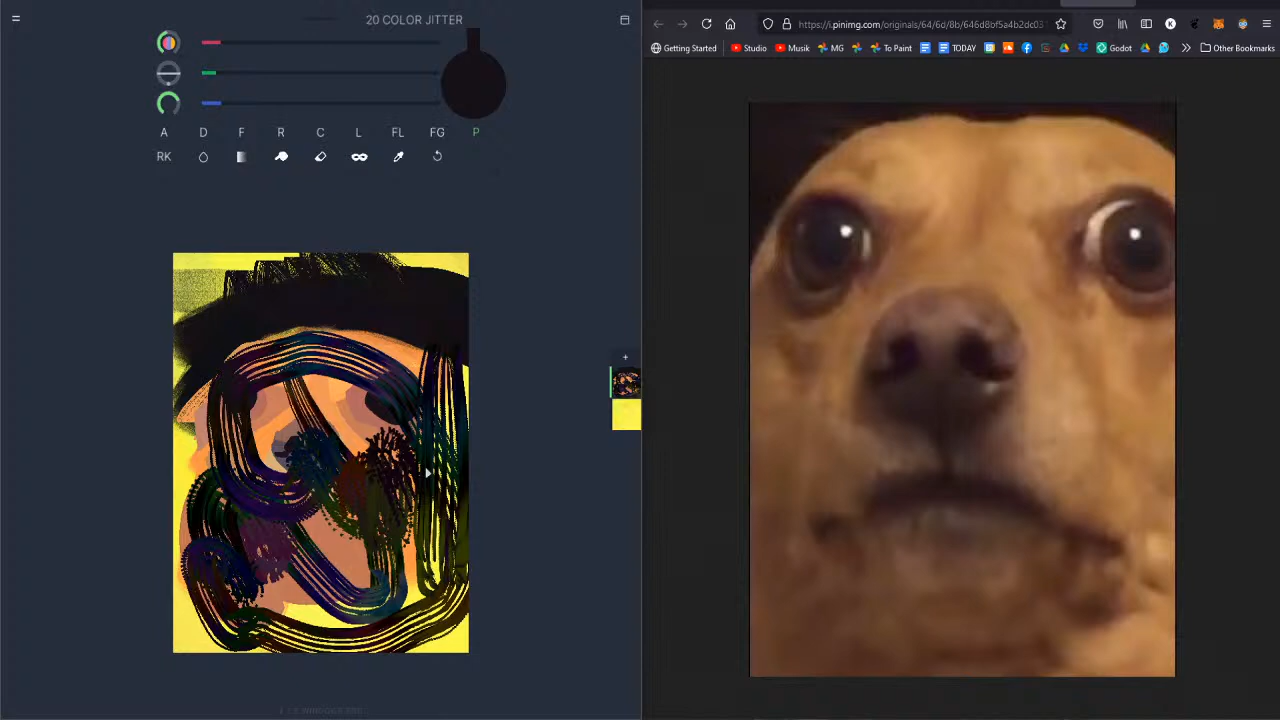 20 COLOR JITTER
A D F R C L FL FG P
RK
+
https://i.pinimg.com/originals/64/6d/8b/646d8bf5a4b2dc03
Getting Started Studio Musik MG To Paint TODAY Godot Other Bookmarks